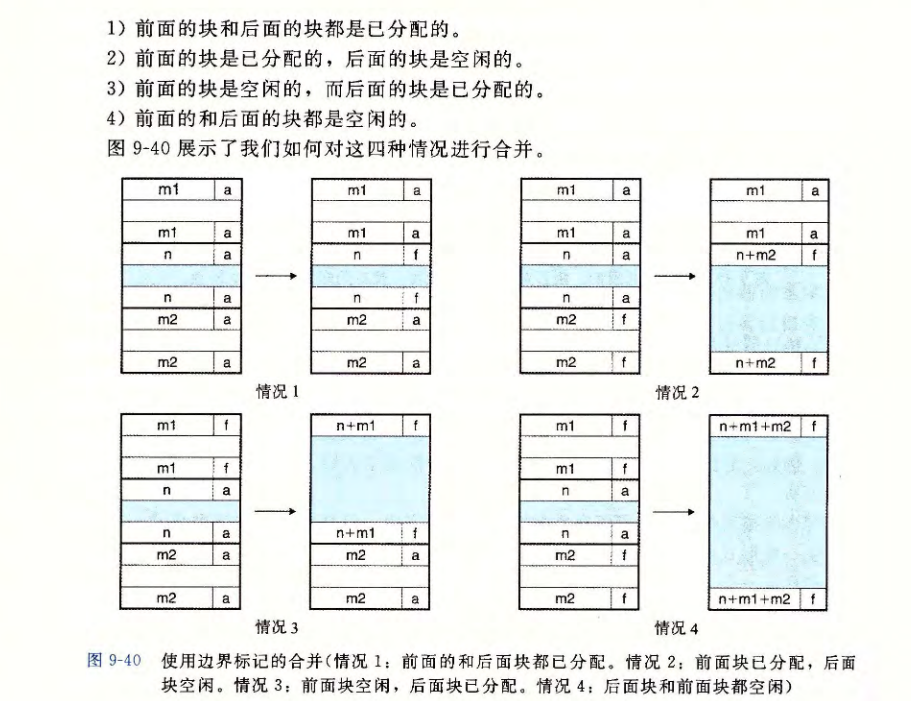 1）前面的块和后面的块都是已分配的。
2）前面的块是已分配的，后面的块是空闲的。
3）前面的块是空闲的，而后面的块是已分配的。
4）前面的和后面的块都是空闲的。
图 9-40 展示了我们如何对这四种情况进行合并。
m1 a
m1 a
n a
n a
m2 a
m2 a
m1 a
m1 a
n f
n f
m2 a
m2 a
情况 1
m1 a
m1 a
n a
n a
m2 f
m2 f
m1 a
m1 a
n+m2 f
n+m2 f
情况 2
m1 f
m1 f
n a
n a
m2 a
m2 a
n+m1 f
n+m1 f
m2 a
m2 a
情况 3
m1 f
m1 f
n a
n a
m2 f
m2 f
n+m1+m2 f
n+m1+m2 f
情况 4
图 9-40 使用边界标记的合并(情况 1：前面的和后面块都已分配。情况 2：前面块已分配，后面
块空闲。情况 3：前面块空闲，后面块已分配。情况 4：后面块和前面块都空闲)